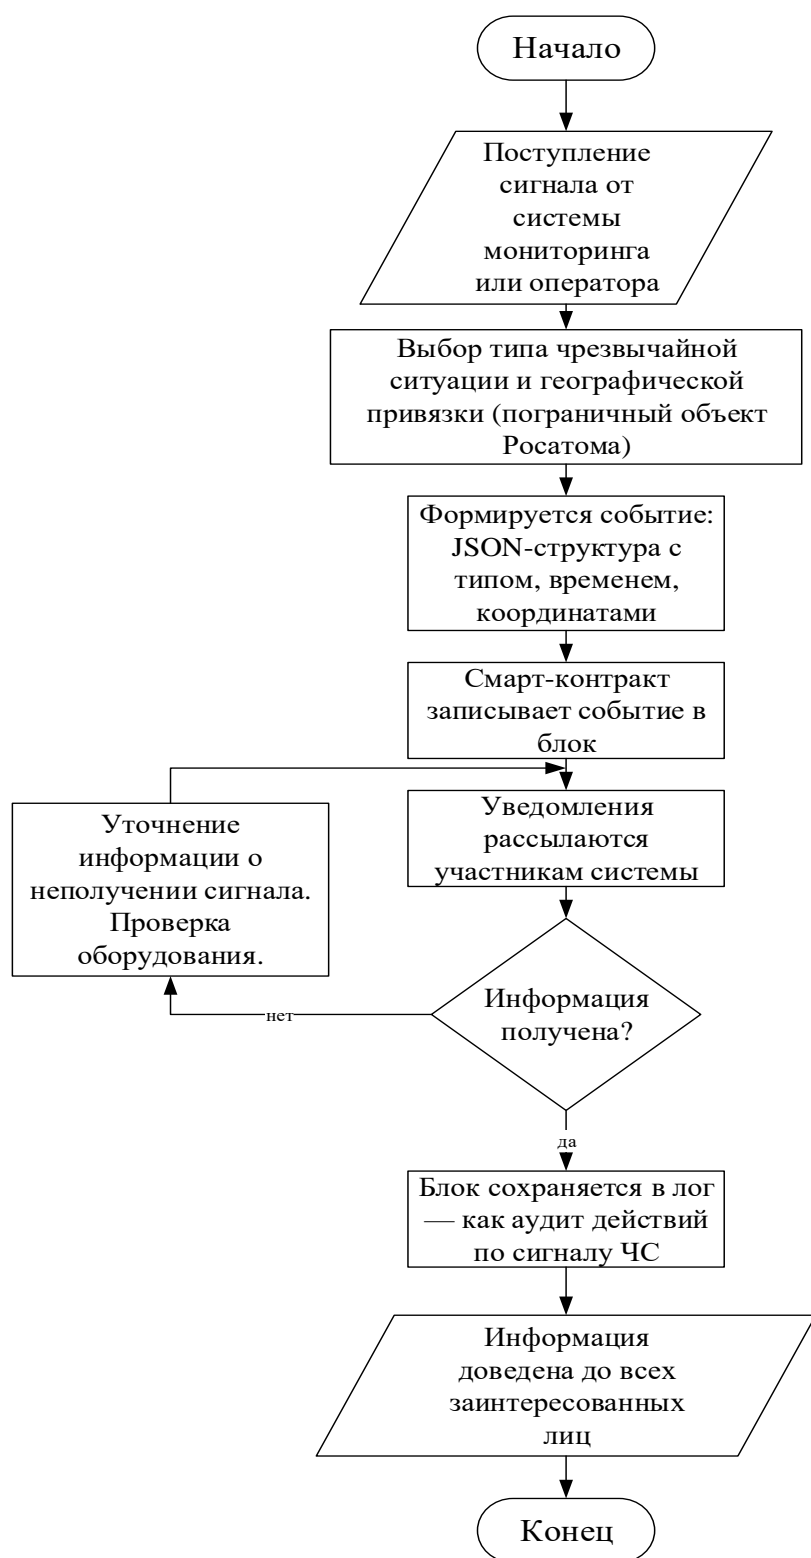 Начало
Поступление
сигнала от
системы
мониторинга
или оператора
Выбор типа чрезвычайной
ситуации и географической
привязки (пограничный объект
Росатома)
Формируется событие:
JSON-структура с
типом, временем,
координатами
Смарт-контракт
записывает событие в
блок
Уведомления
рассылаются
участникам системы
Уточнение
информации о
неполучении сигнала.
Проверка
оборудования.
Информация
получена?
нет
да
Блок сохраняется в лог
— как аудит действий
по сигналу ЧС
Информация
доведена до всех
заинтересованных
лиц
Конец